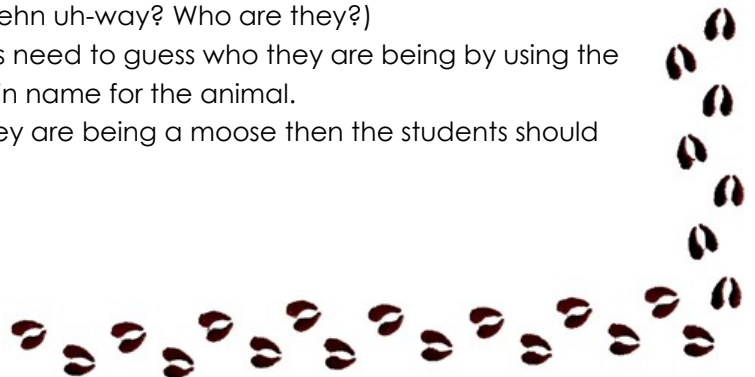 ehn uh-way? Who are they?)
s need to guess who they are being by using the
in name for the animal.
ey are being a moose then the students should